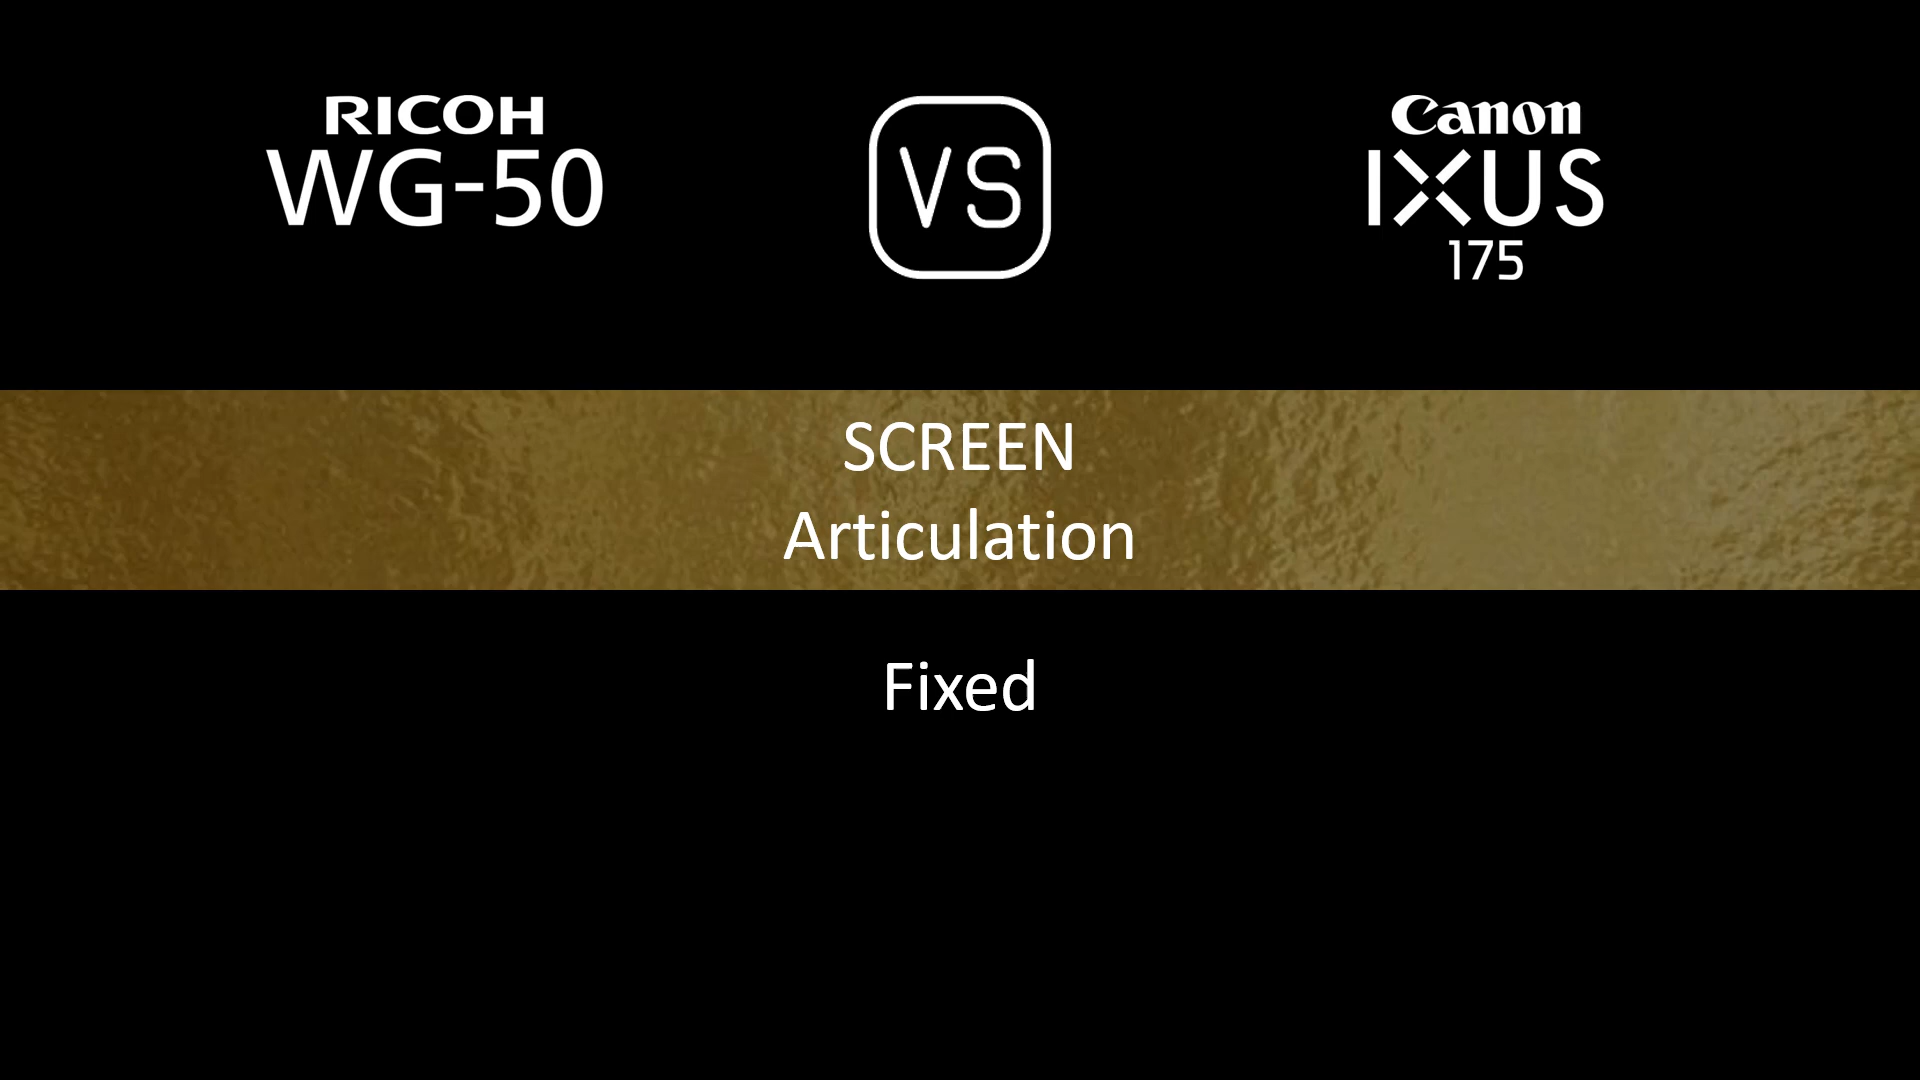 RICOH
WG-50
VS
Canon
IXUS
175
SCREEN
Articulation
Fixed